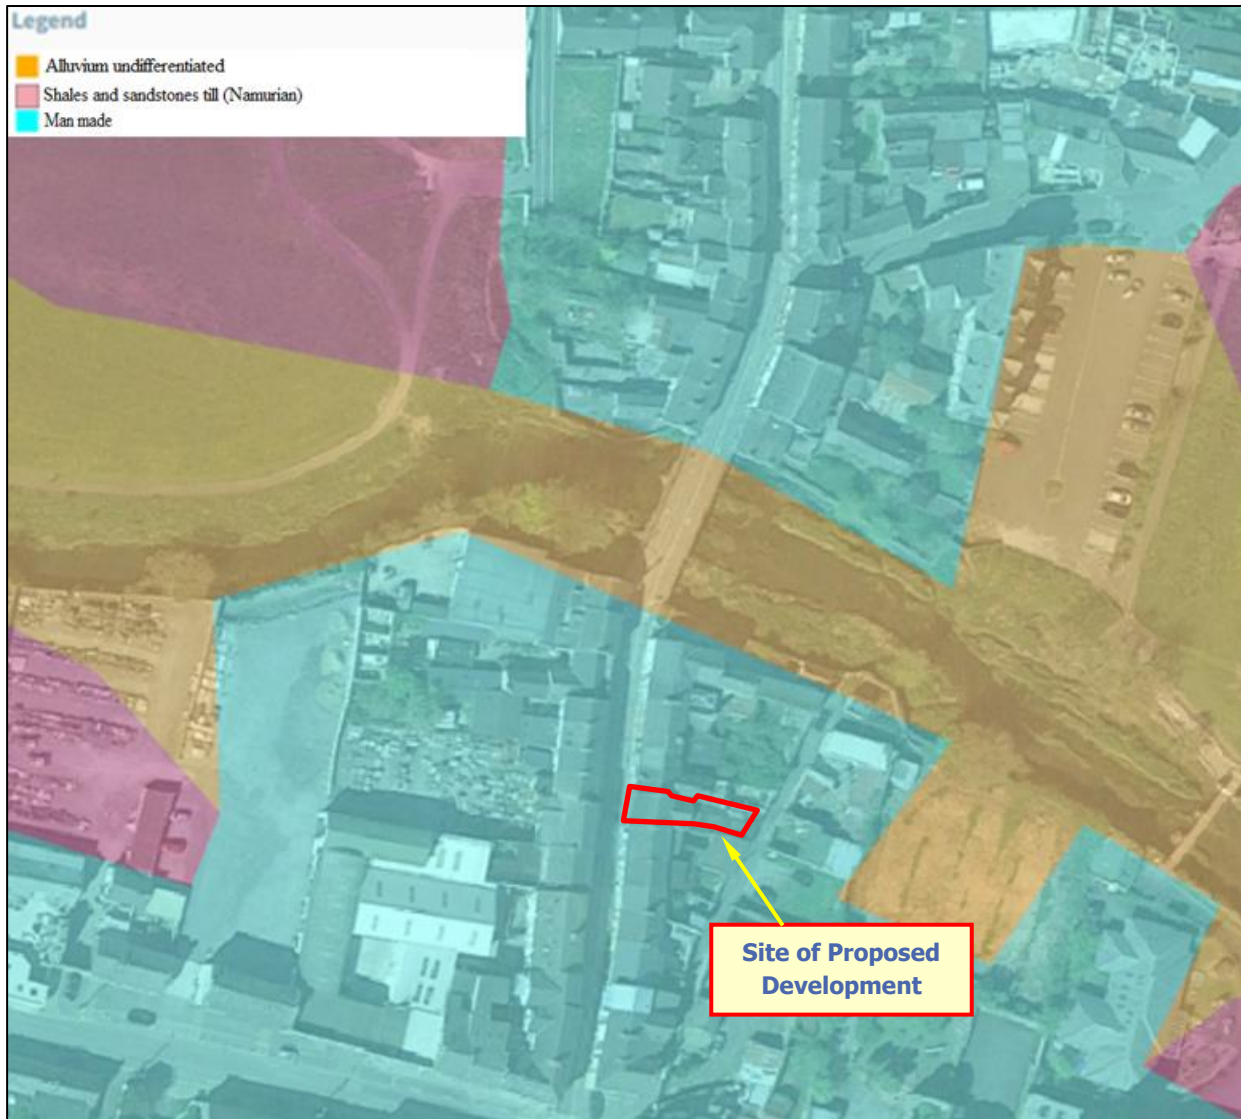 Legend
Alluvium undifferentiated
Shales and sandstones till (Namurian)
Man made
Site of Proposed
Development